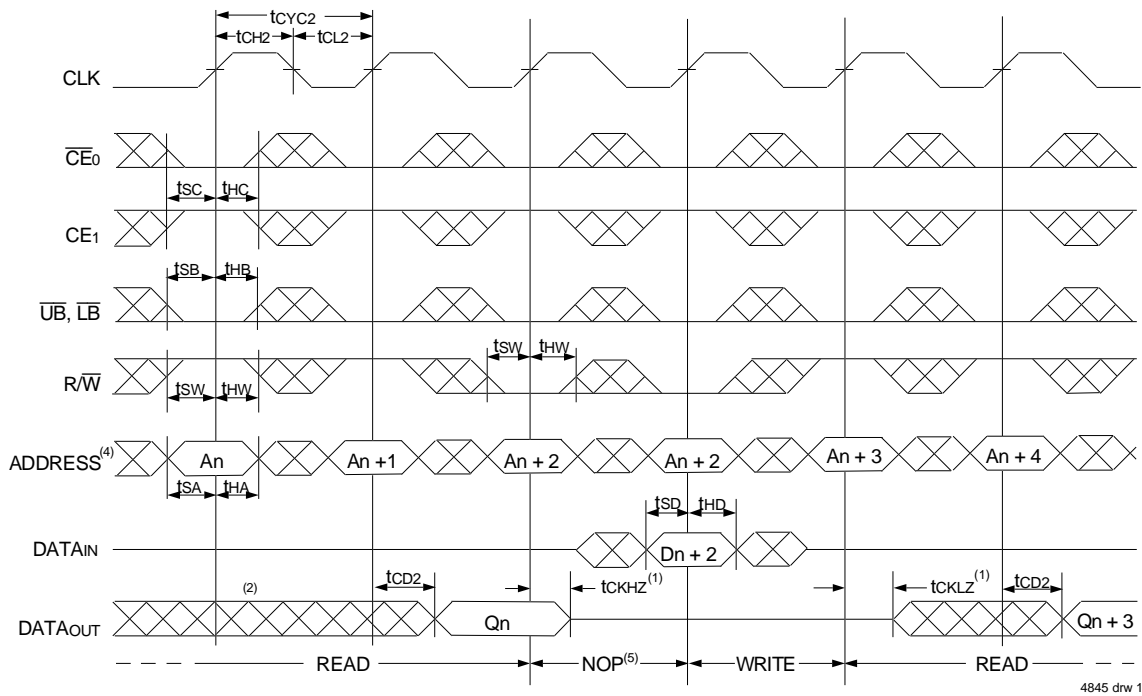 tCYC2
tCH2 tCL2
CLK
CE0
tSC tHC
CE1
tSB tHB
UB, LB
tSW tHW
R/W
tSW tHW
ADDRESS(4) An An +1 An + 2 An + 2 An + 3 An + 4
tSA tHA
tSD tHD
DATAIN Dn + 2
tCD2 tCKHZ(1) tCKLZ(1) tCD2
(2)
DATAOUT Qn Qn + 3
READ NOP(5) WRITE READ
4845 drw 1